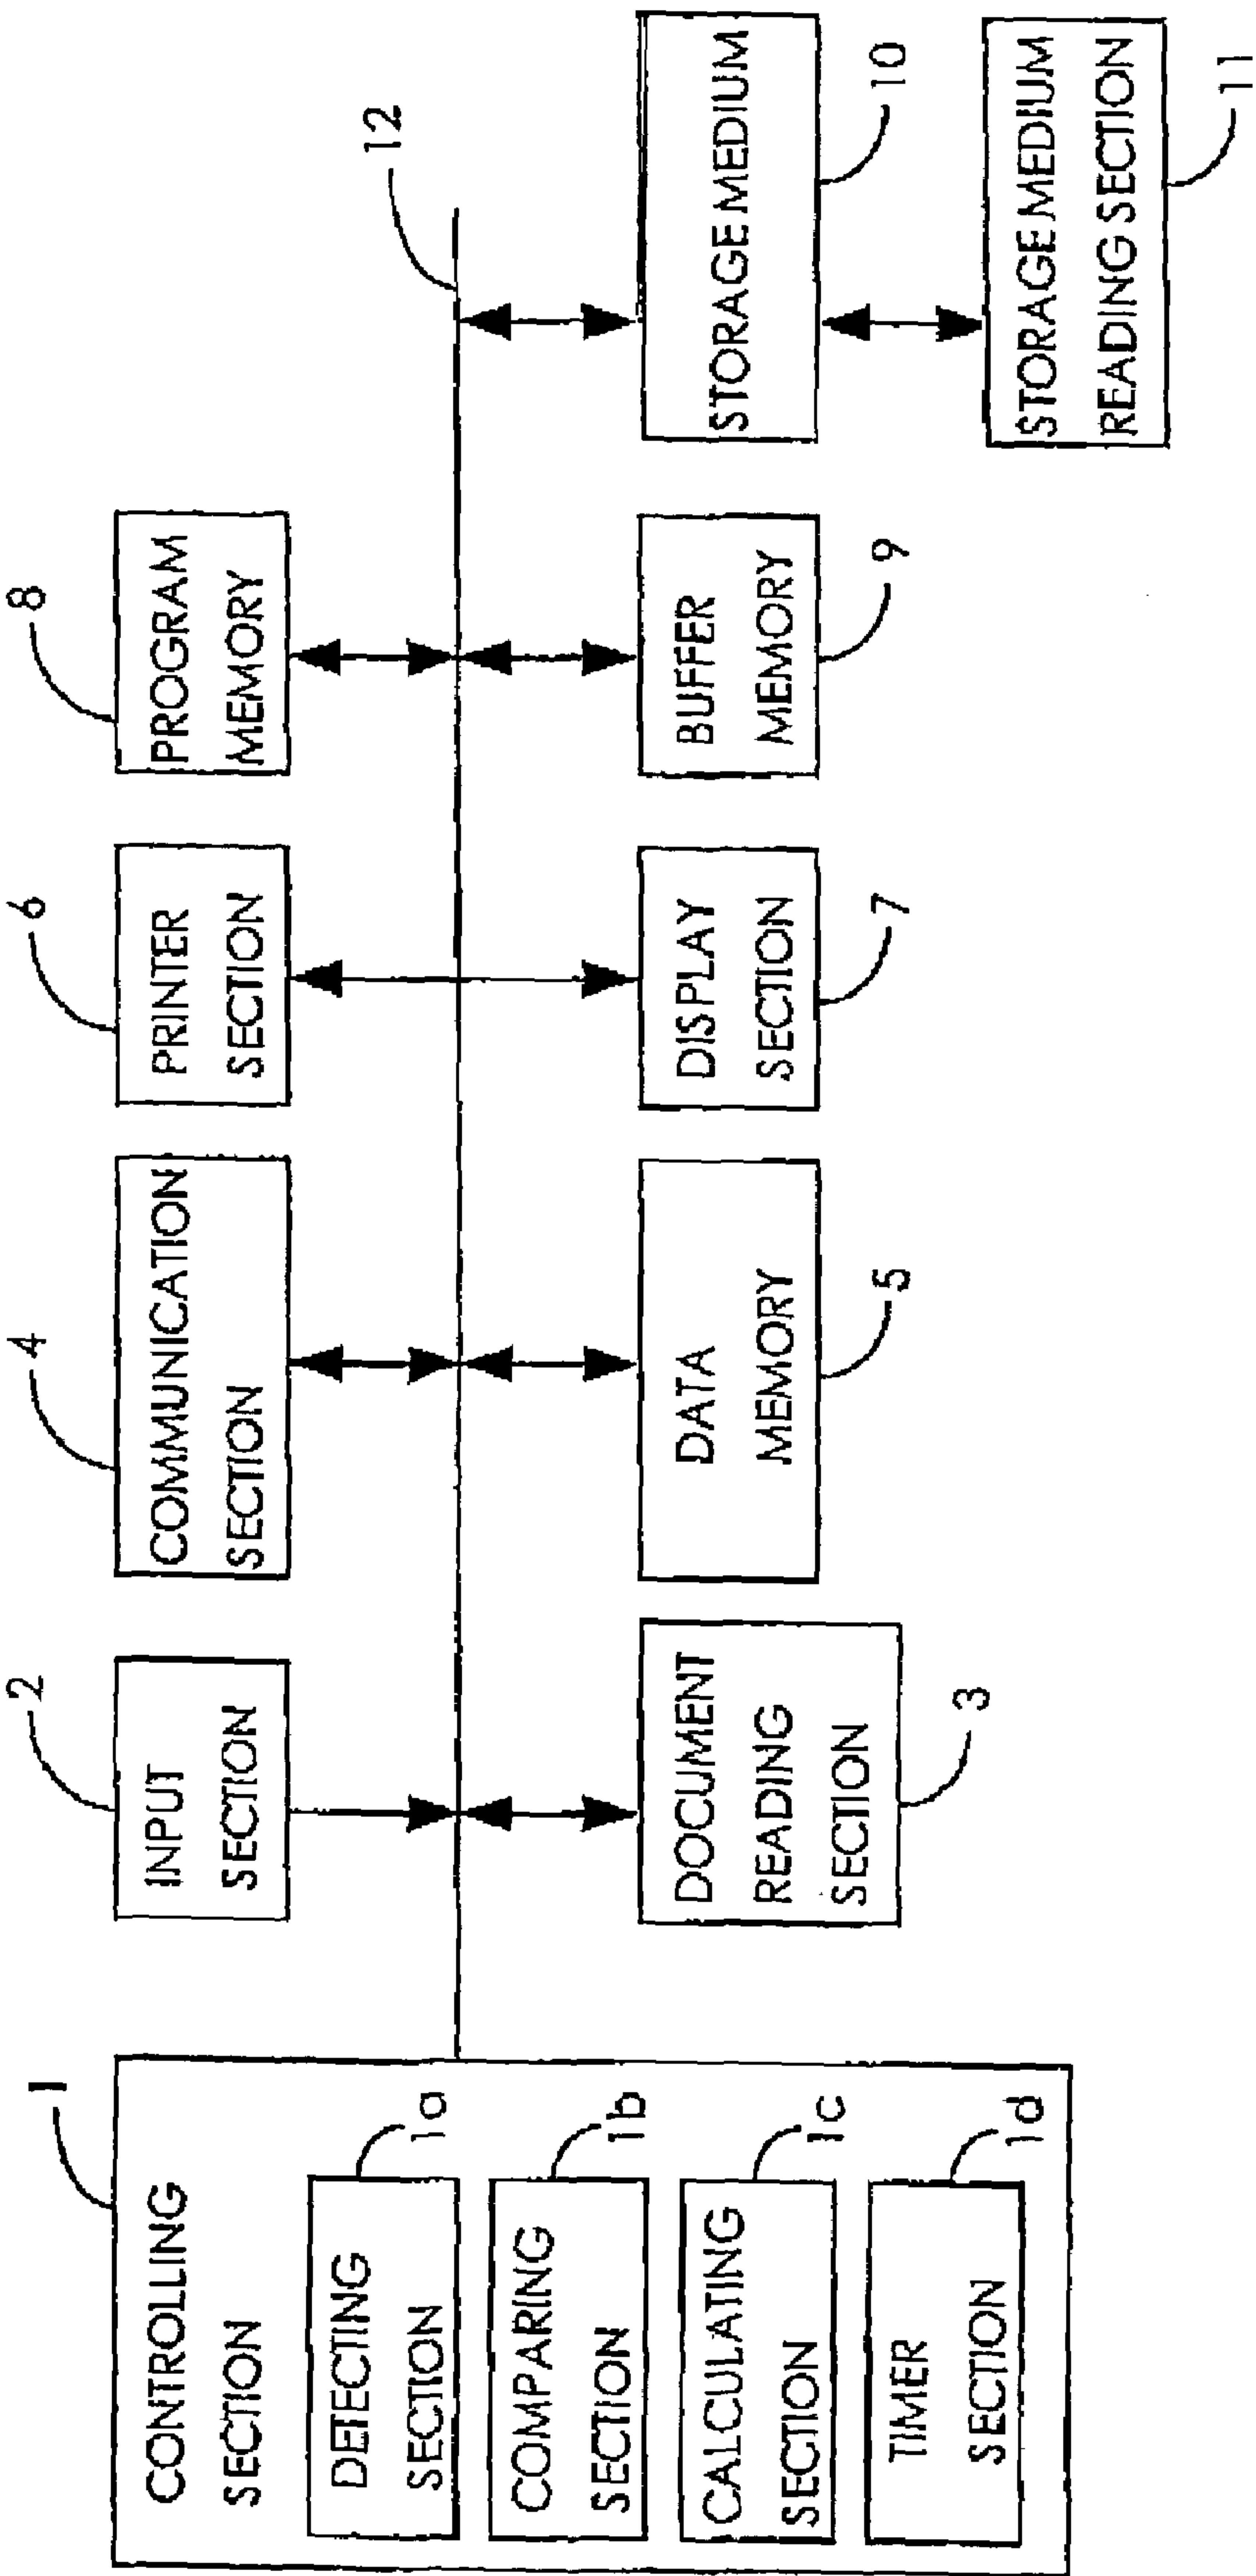 1
CONTROLLING
SECTION
DETECTING
SECTION
1a
COMPARING
SECTION
1b
CALCULATING
SECTION
1c
TIMER
SECTION
1d
2
INPUT
SECTION
4
COMMUNICATION
SECTION
6
PRINTER
SECTION
8
PROGRAM
MEMORY
12
DOCUMENT
READING
SECTION
3
DATA
MEMORY
5
DISPLAY
SECTION
7
BUFFER
MEMORY
9
STORAGE MEDIUM
10
STORAGE MEDIUM
READING SECTION
11